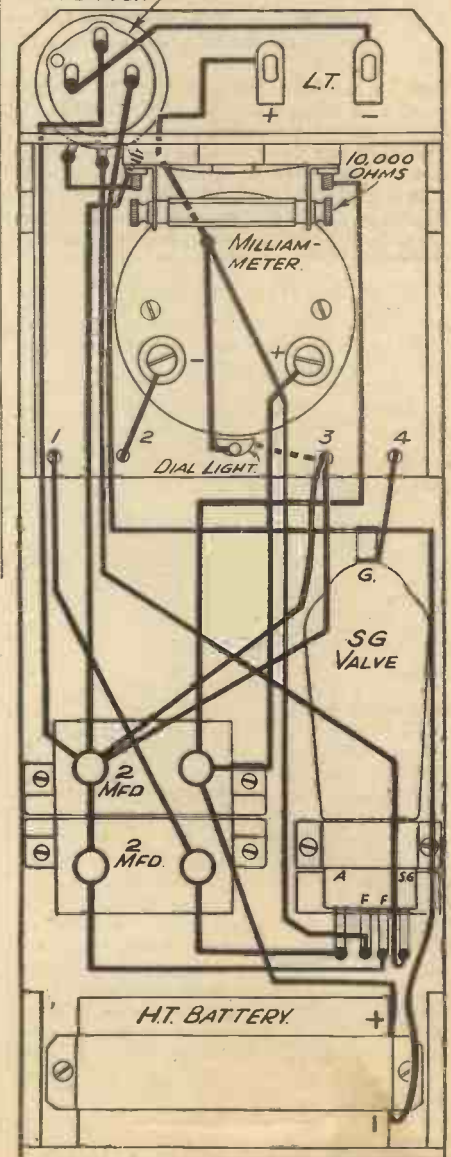 L.T.
+ -
10,000
OHMS
MILLIAM-
METER.
- +
1 2 3 4
DIAL LIGHT.
G.
SG
VALVE
2
MFD
2
MFD.
A F F SG
H.T. BATTERY.
+
-